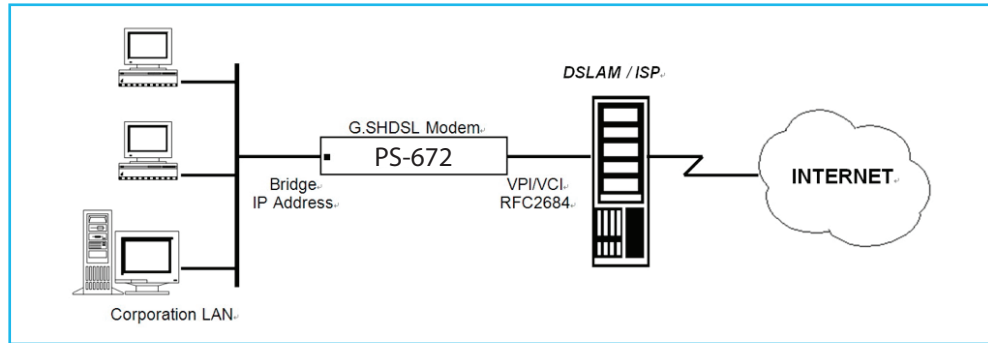 DSLAM / ISP
G.SHDSL Modem
PS-672
INTERNET
Bridge
IP Address
VPI/VCI
RFC2684
Corporation LAN